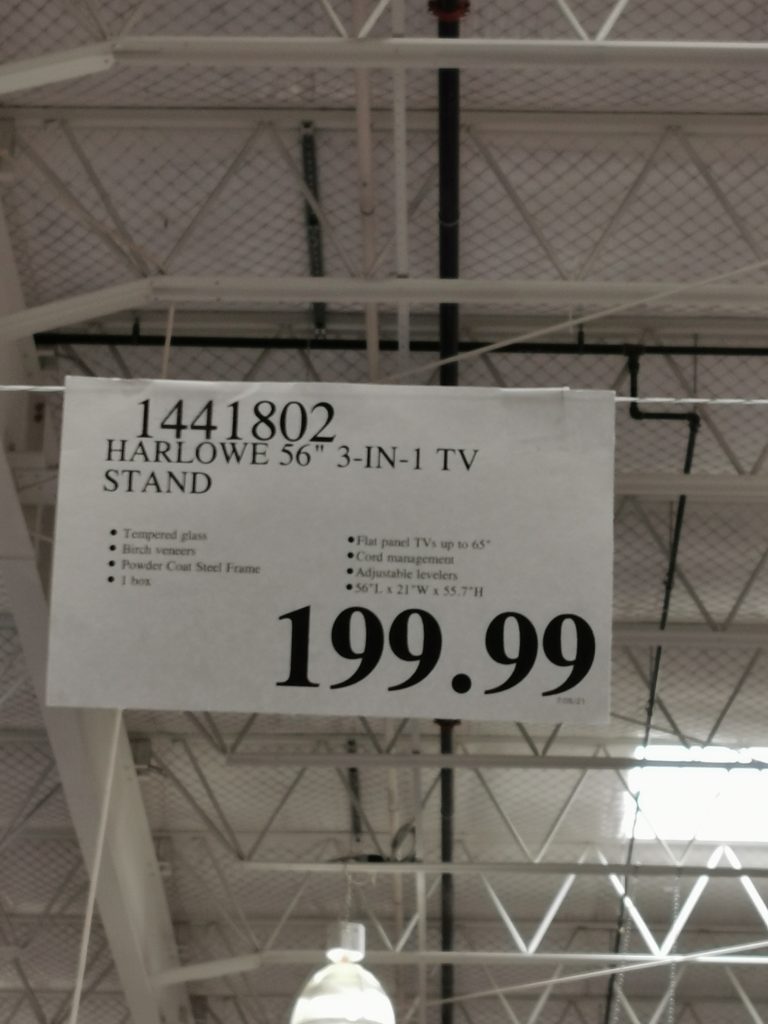 1441802
HARLOWE 56" 3-IN-1 TV
STAND
• Tempered glass
• Birch veneers
• Powder Coat Steel Frame
• 1 box
• Flat panel TVs up to 65"
• Cord management
• Adjustable levelers
• 56"L x 21"W x 55.7"H
199.99